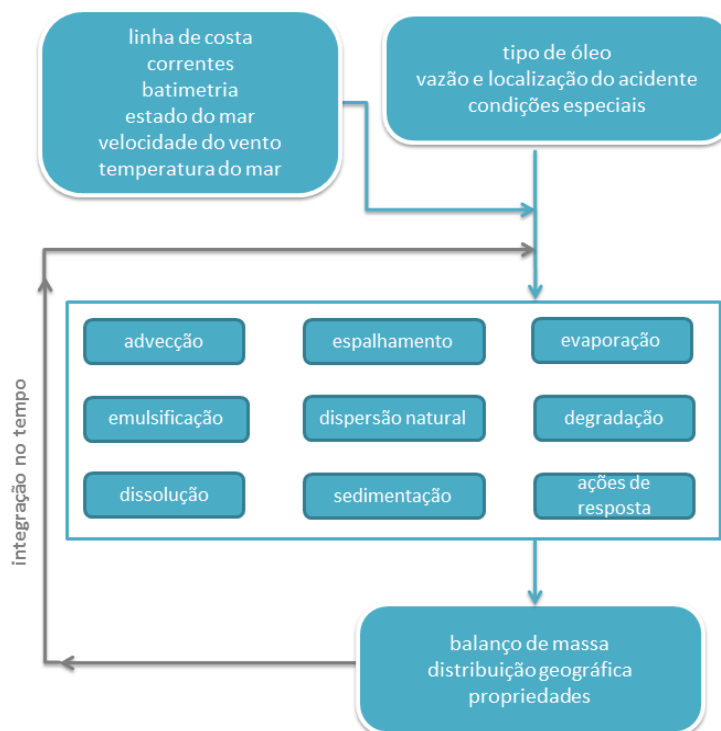 linha de costa
correntes
batimetria
estado do mar
velocidade do vento
temperatura do mar
tipo de óleo
vazão e localização do acidente
condições especiais
advecção
espalhamento
evaporação
emulsificação
dispersão natural
degradação
dissolução
sedimentação
ações de
resposta
integração no tempo
balanço de massa
distribuição geográfica
propriedades